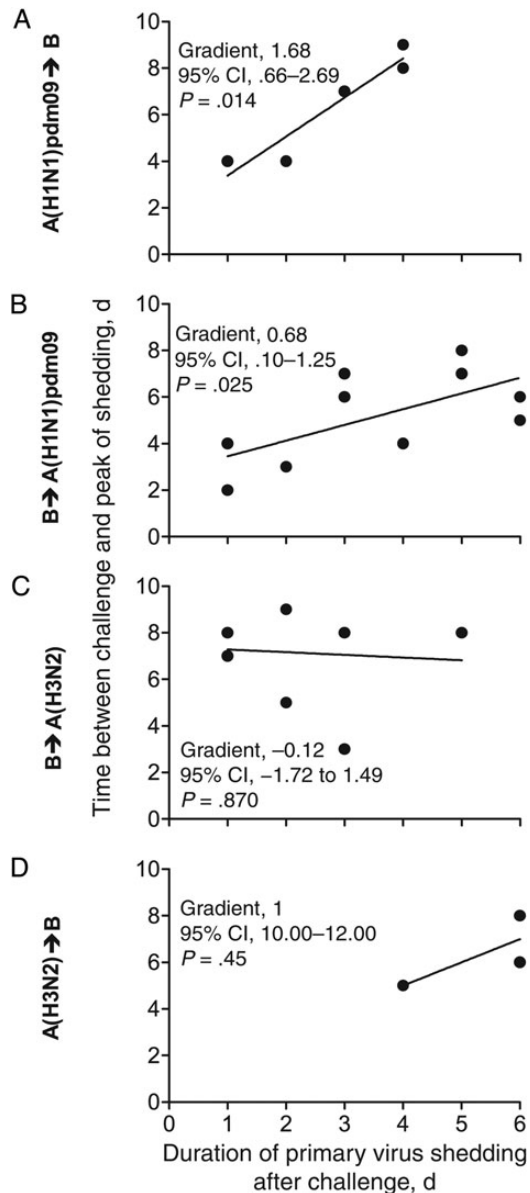 A
A(H1N1)pdm09➔B
10
8
6
4
2
0
Gradient, 1.68
95% CI, .66–2.69
P = .014
B
B➔A(H1N1)pdm09
10
8
6
4
2
0
Gradient, 0.68
95% CI, .10–1.25
P = .025
Time between challenge and peak of shedding, d
C
B➔A(H3N2)
10
8
6
4
2
0
Gradient, –0.12
95% CI, –1.72 to 1.49
P = .870
D
A(H3N2)➔B
10
8
6
4
2
0
Gradient, 1
95% CI, 10.00–12.00
P = .45
0 1 2 3 4 5 6
Duration of primary virus shedding
after challenge, d